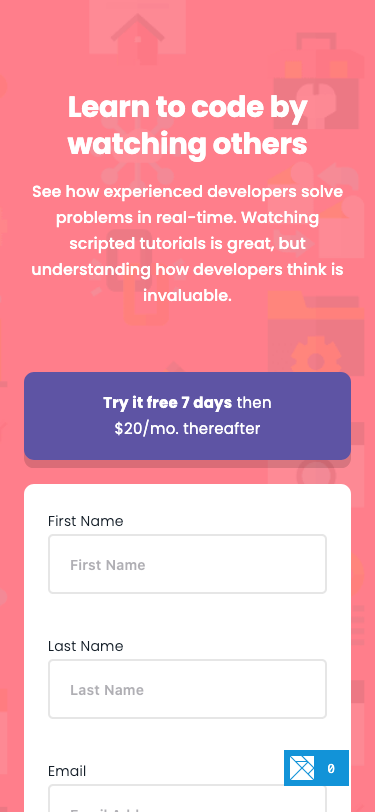 Learn to code by
watching others
See how experienced developers solve
problems in real-time. Watching
scripted tutorials is great, but
understanding how developers think is
invaluable.
Try it free 7 days then
$20/mo. thereafter
First Name
First Name
Last Name
Last Name
Email
0